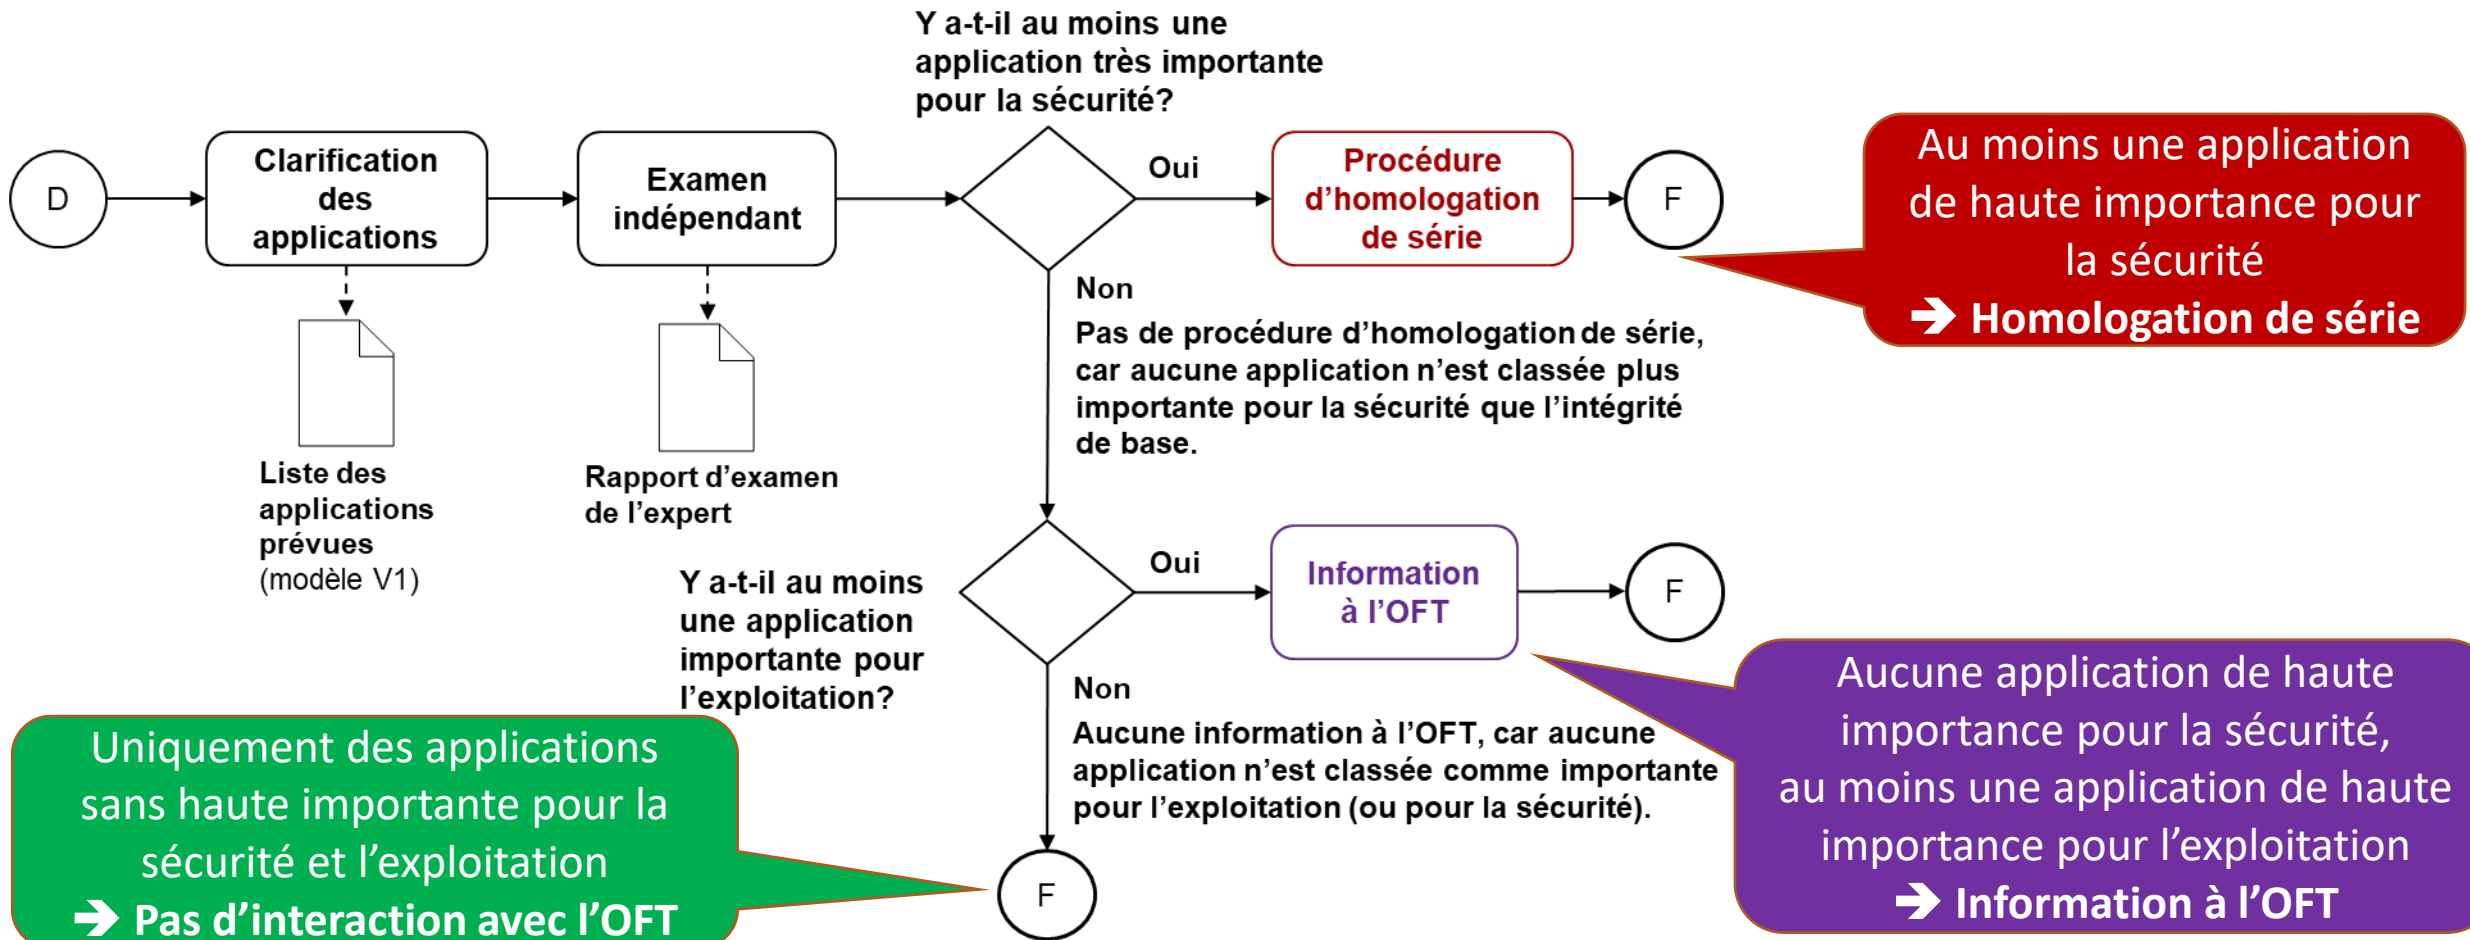 Y a-t-il au moins une
application très importante
pour la sécurité?
D
Clarification
des
applications
Examen
indépendant
Oui
Procédure
d’homologation
de série
F
Au moins une application
de haute importance pour
la sécurité
➔ Homologation de série
Non
Pas de procédure d’homologation de série,
car aucune application n’est classée plus
importante pour la sécurité que l’intégrité
de base.
Liste des
applications
prévues
(modèle V1)
Rapport d’examen
de l’expert
Y a-t-il au moins
une application
importante pour
l’exploitation?
Oui
Information
à l’OFT
F
Non
Aucune information à l’OFT, car aucune
application n’est classée comme importante
pour l’exploitation (ou pour la sécurité).
Aucune application de haute
importance pour la sécurité,
au moins une application de haute
importance pour l’exploitation
➔ Information à l’OFT
Uniquement des applications
sans haute importante pour la
sécurité et l’exploitation
➔ Pas d’interaction avec l’OFT
F